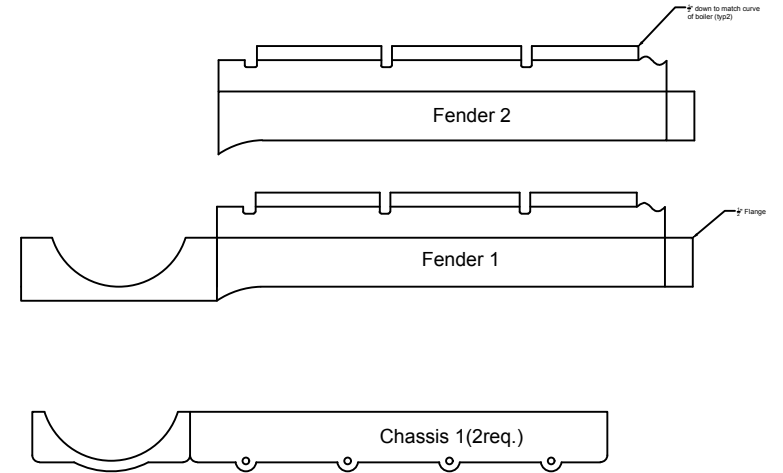 down to match curve
of boiler (typ2)
Fender 2
Flange
Fender 1
Chassis 1(2req.)